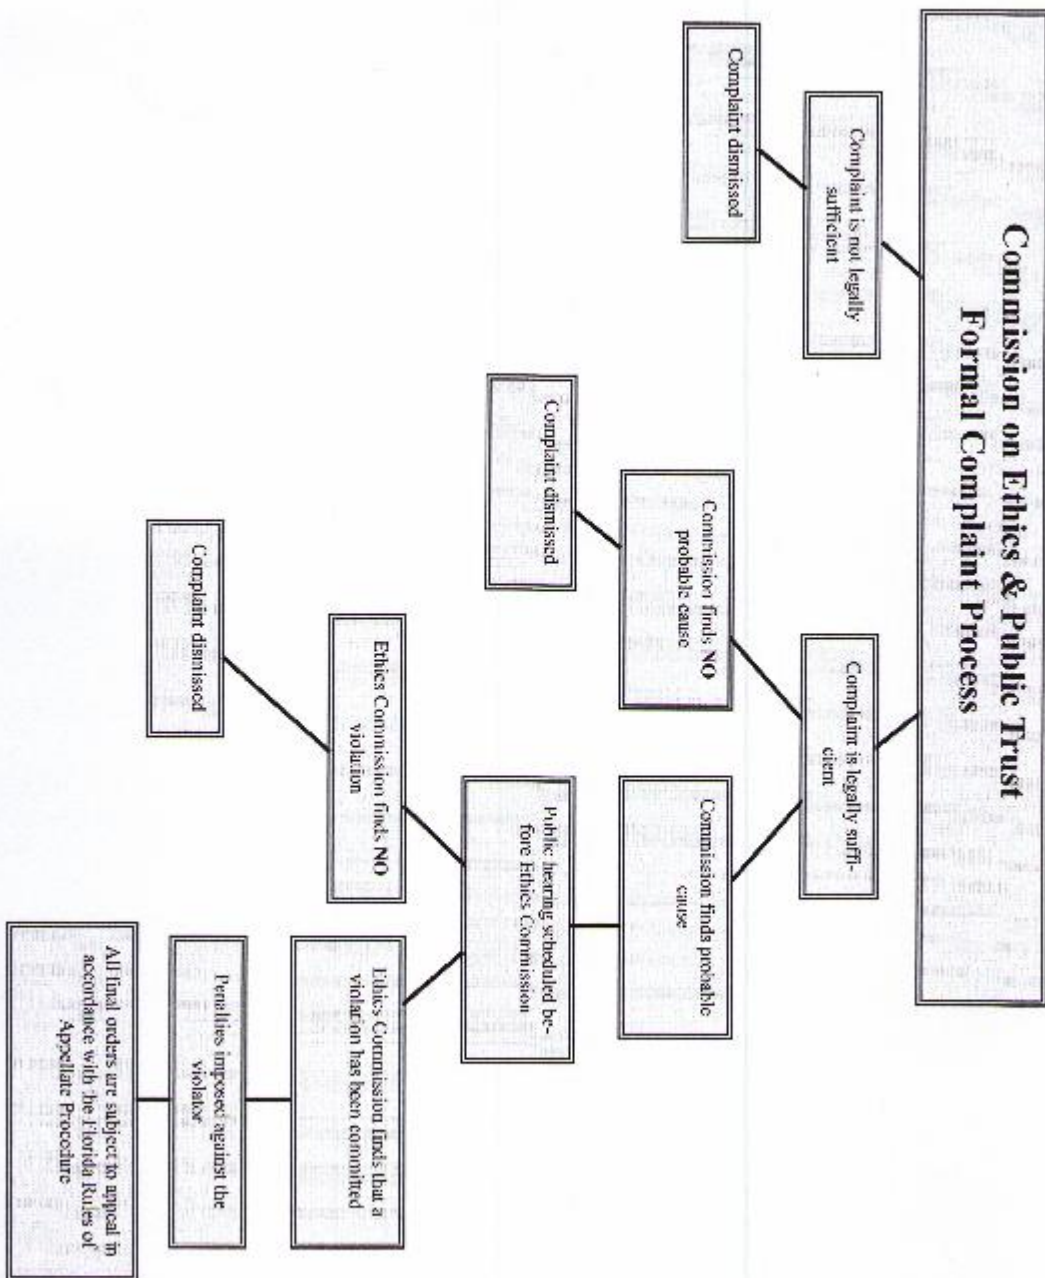 Commission on Ethics & Public Trust
Formal Complaint Process
Complaint is not legally
sufficient
Complaint dismissed
Complaint is legally suffi-
cient
Commission finds NO
probable cause
Complaint dismissed
Commission finds probable
cause
Public hearing scheduled be-
fore Ethics Commission
Ethics Commission finds NO
violation
Complaint dismissed
Ethics Commission finds that a
violation has been committed
Penalties imposed against the
violator
All final orders are subject to appeal in
accordance with the Florida Rules of
Appellate Procedure